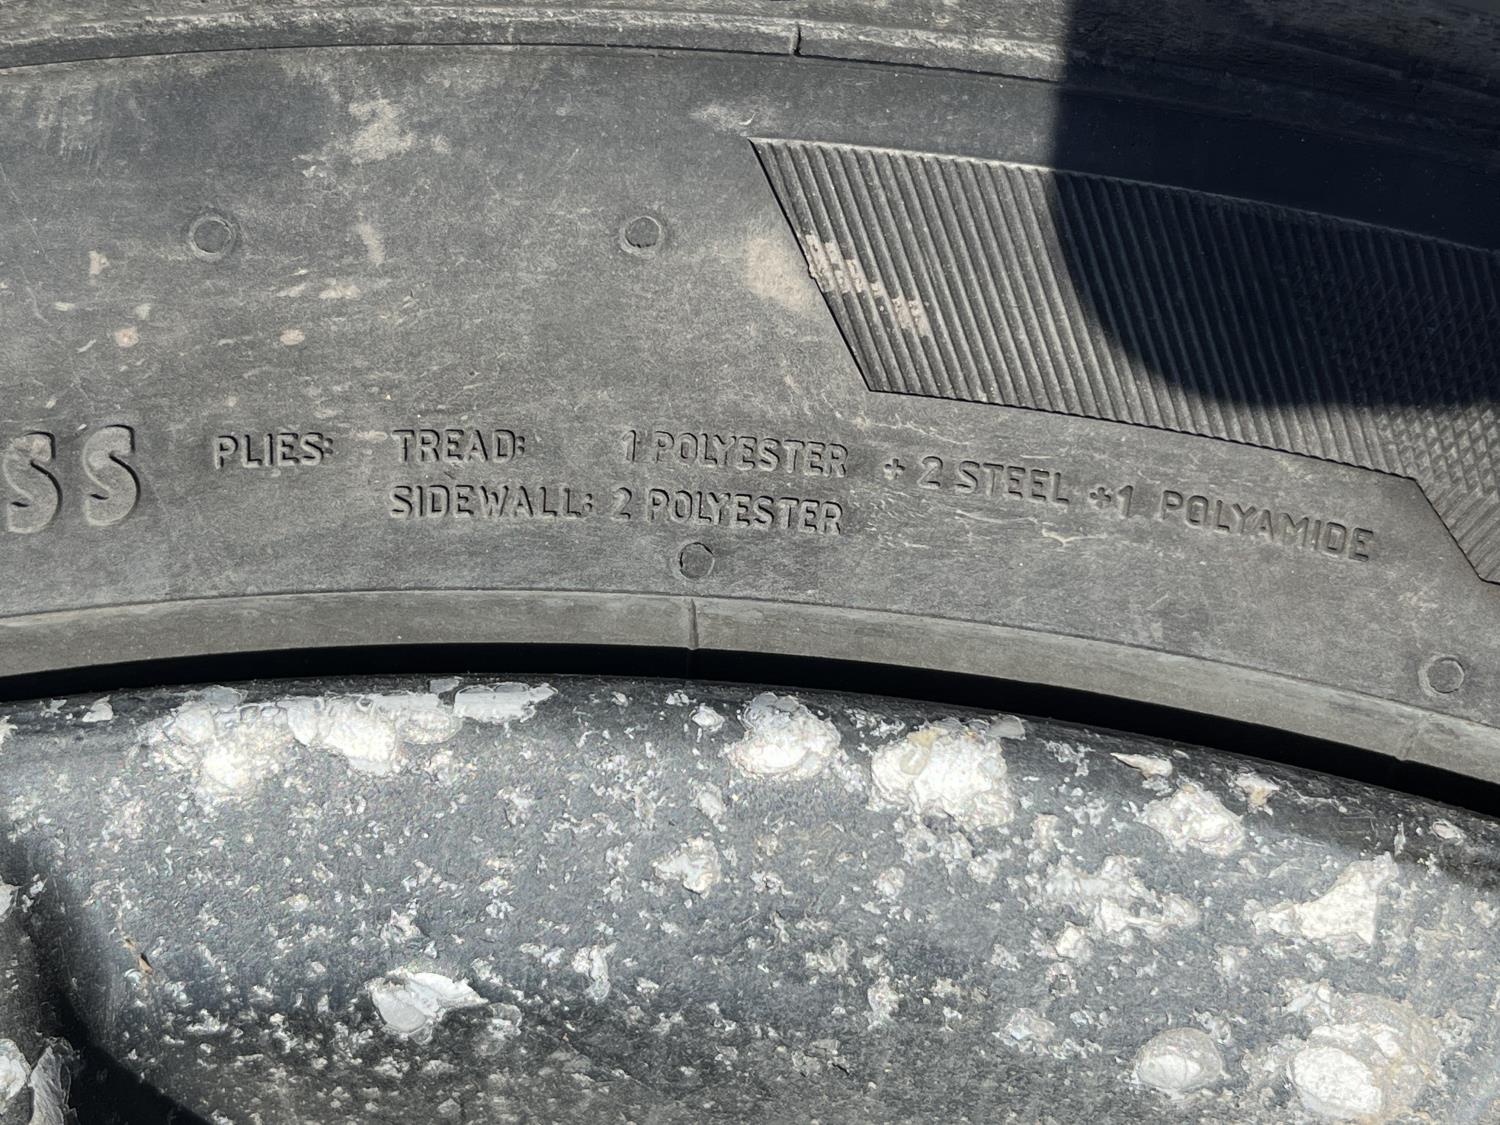 SS PLIES: TREAD: 1 POLYESTER + 2 STEEL + 1 POLYAMIDE
SIDEWALL: 2 POLYESTER